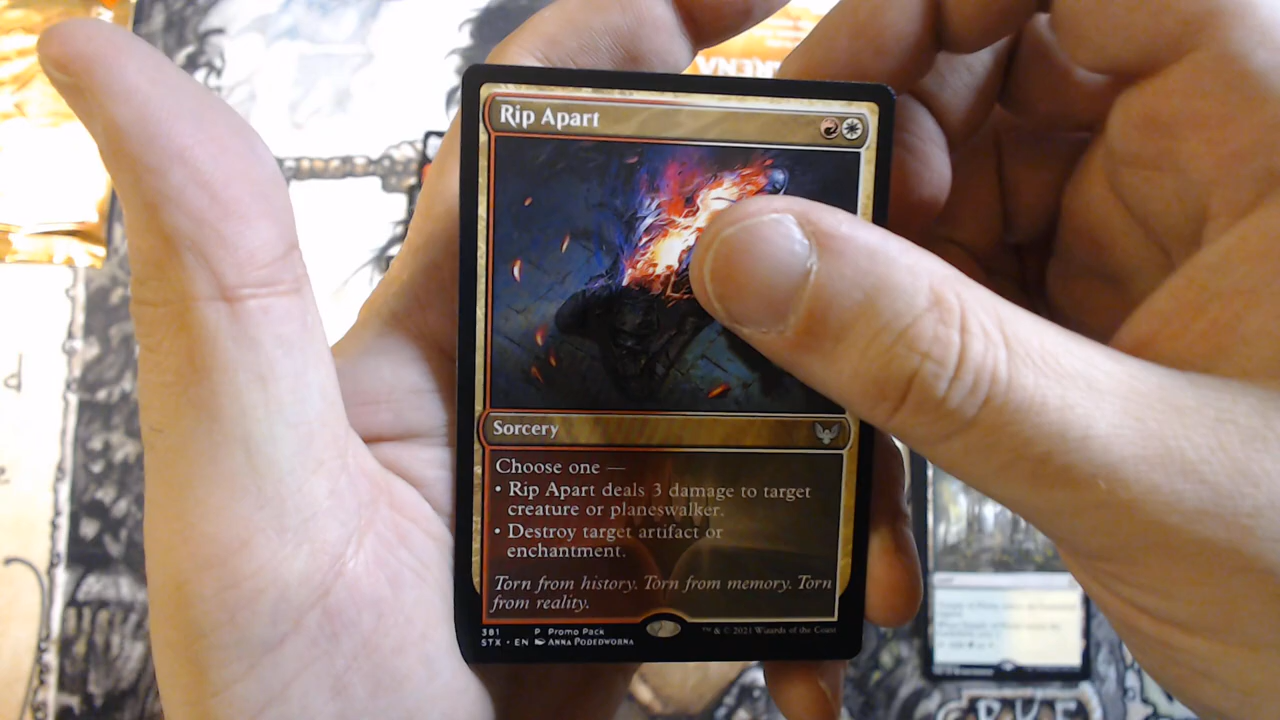 ARENA
Rip Apart
Sorcery
Choose one —
• Rip Apart deals 3 damage to target
creature or planeswalker.
• Destroy target artifact or
enchantment.
Torn from history. Torn from memory. Torn
from reality.
381 P Promo Pack
STX • EN ANNA PODEDWORNA
™ & © 2021 Wizards of the Coast